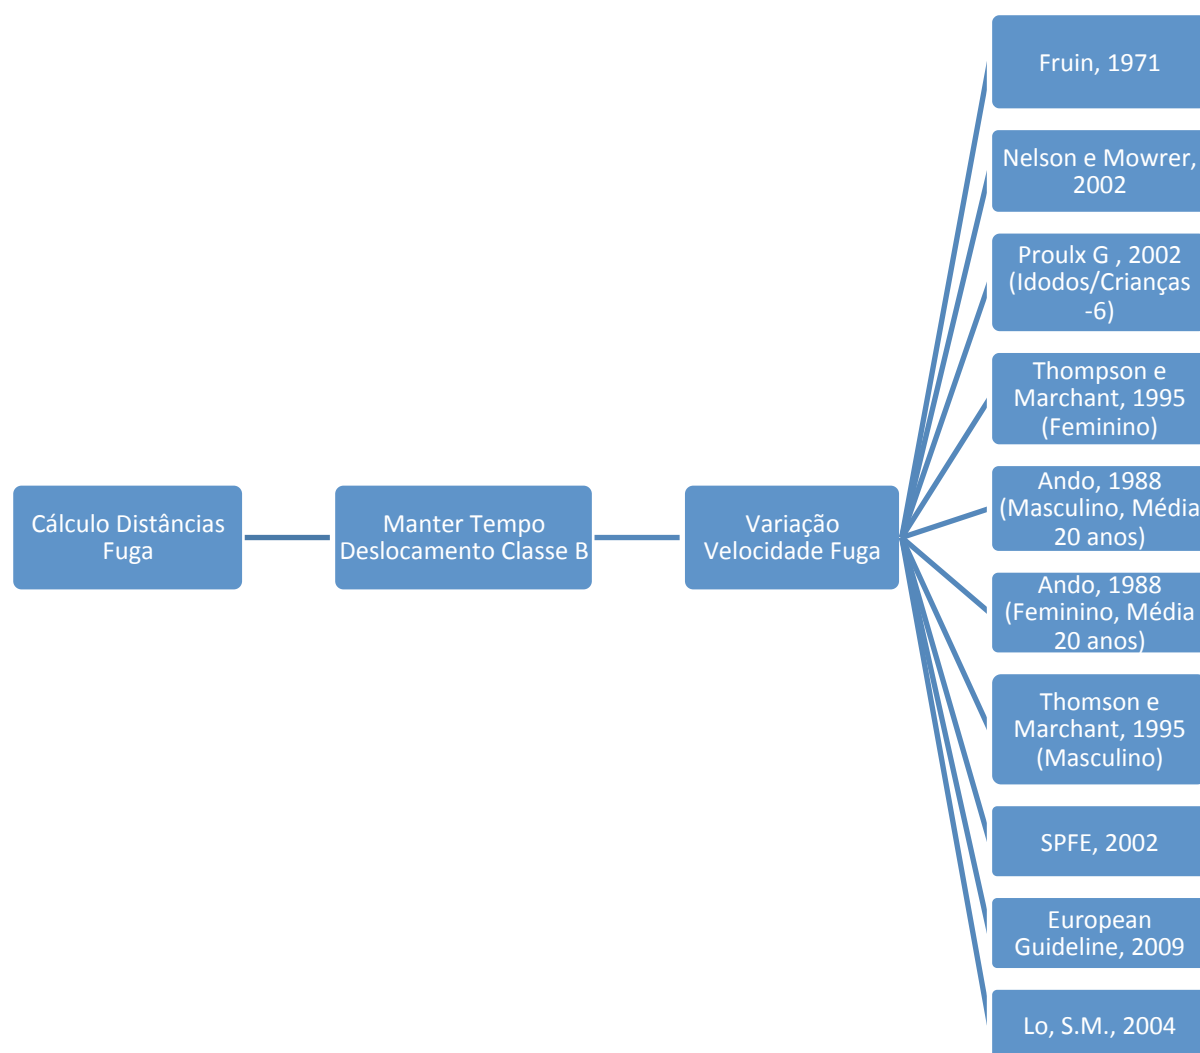 Cálculo Distâncias
Fuga
Manter Tempo
Deslocamento Classe B
Variação
Velocidade Fuga
Fruin, 1971
Nelson e Mowrer,
2002
Proulx G , 2002
(Idodos/Crianças
-6)
Thompson e
Marchant, 1995
(Feminino)
Ando, 1988
(Masculino, Média
20 anos)
Ando, 1988
(Feminino, Média
20 anos)
Thomson e
Marchant, 1995
(Masculino)
SPFE, 2002
European
Guideline, 2009
Lo, S.M., 2004